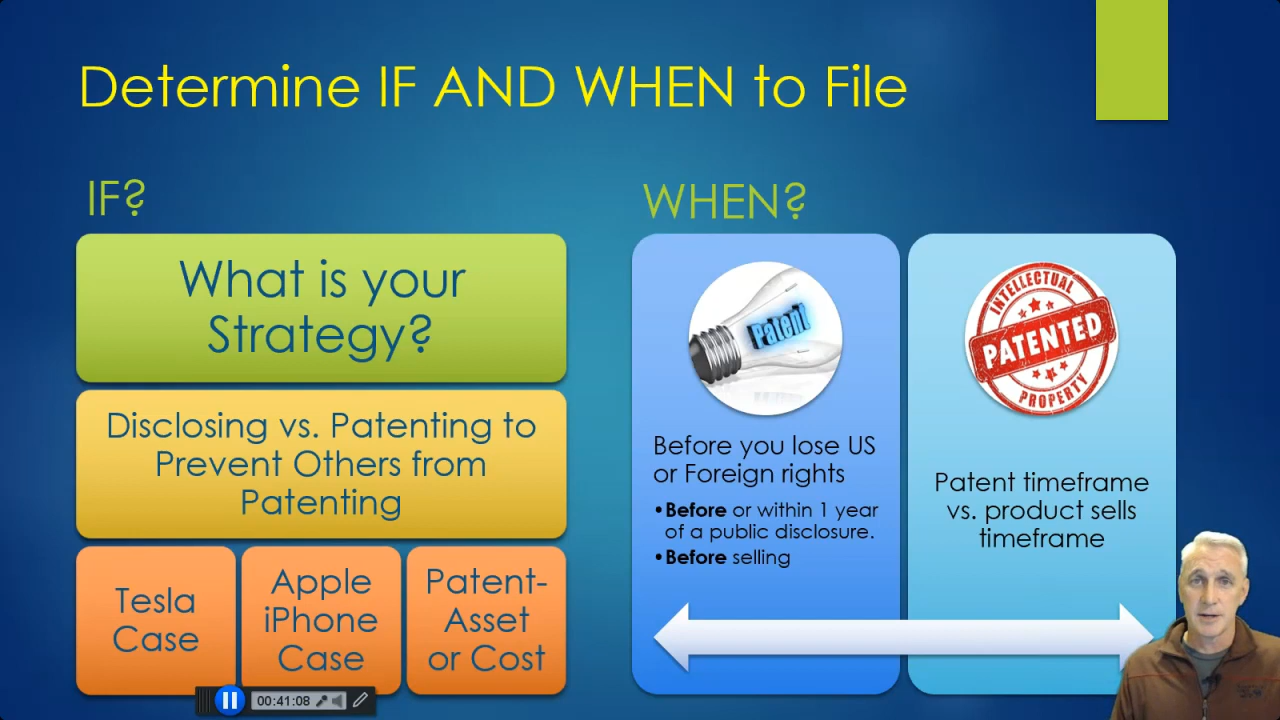 Determine IF AND WHEN to File
IF?
What is your
Strategy?
Disclosing vs. Patenting to
Prevent Others from
Patenting
Tesla
Case
Apple
iPhone
Case
Patent-
Asset
or Cost
WHEN?
Patent
Before you lose US
or Foreign rights
•Before or within 1 year
of a public disclosure.
•Before selling
INTELLECTUAL
PATENTED
PROPERTY
Patent timeframe
vs. product sells
timeframe
00:41:08